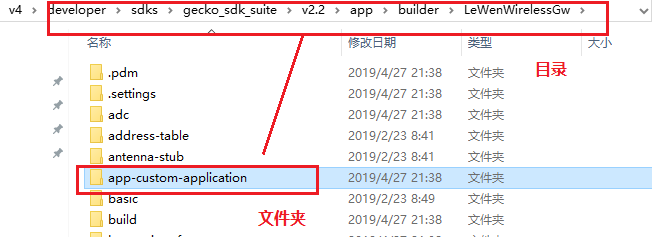 v4 > developer > sdks > gecko_sdk_suite > v2.2 > app > builder > LeWenWirelessGw >
名称 修改日期 类型 大小
.pdm 2019/4/27 21:38 文件夹 目录
.settings 2019/4/27 21:38 文件夹
adc 2019/4/27 21:38 文件夹
address-table 2019/2/23 8:41 文件夹
antenna-stub 2019/2/23 8:41 文件夹
app-custom-application 2019/4/27 21:38 文件夹
basic 2019/2/23 8:49 文件夹
build 2019/4/27 21:38 文件夹
文件夹